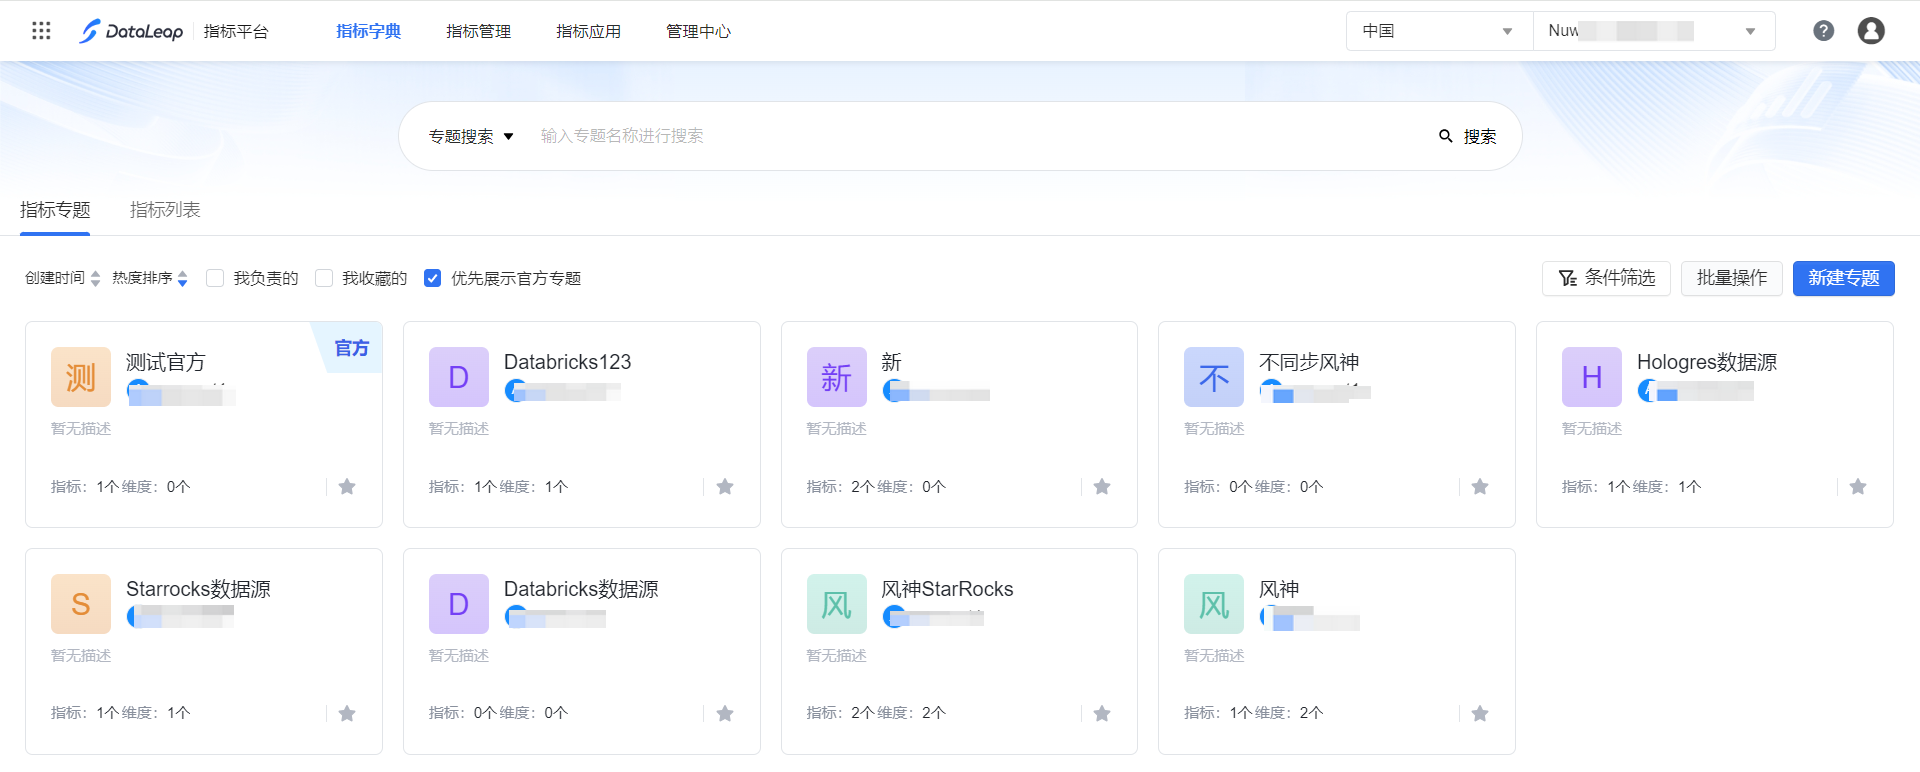 DataLeap 指标平台 指标字典 指标管理 指标应用 管理中心 中国 Nuw
专题搜索 输入专题名称进行搜索 搜索
指标专题 指标列表
创建时间 热度排序 我负责的 我收藏的 优先展示官方专题 条件筛选 批量操作 新建专题
测 测试官方 官方
暂无描述
指标: 1个 维度: 0个
D Databricks123
暂无描述
指标: 1个 维度: 1个
新 新
暂无描述
指标: 2个 维度: 0个
不 不同步风神
暂无描述
指标: 0个 维度: 0个
H Hologres数据源
暂无描述
指标: 1个 维度: 1个
S Starrocks数据源
暂无描述
指标: 1个 维度: 1个
D Databricks数据源
暂无描述
指标: 0个 维度: 0个
风 风神StarRocks
暂无描述
指标: 2个 维度: 2个
风 风神
暂无描述
指标: 1个 维度: 2个